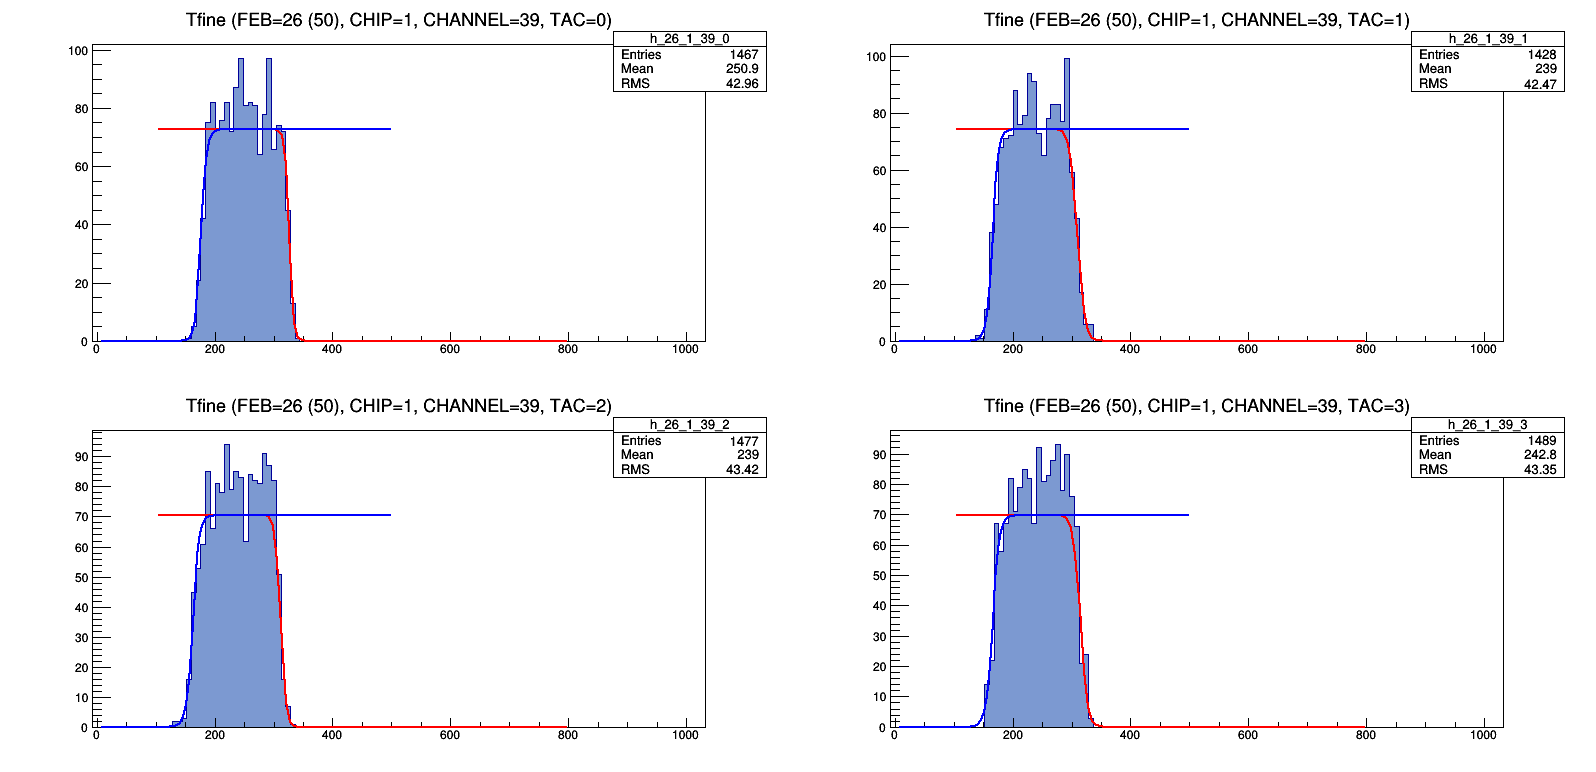 Tfine (FEB=26 (50), CHIP=1, CHANNEL=39, TAC=0)
h_26_1_39_0
Entries 1467
Mean 250.9
RMS 42.96
100
80
60
40
20
0
0 200 400 600 800 1000
Tfine (FEB=26 (50), CHIP=1, CHANNEL=39, TAC=1)
h_26_1_39_1
Entries 1428
Mean 239
RMS 42.47
100
80
60
40
20
0
0 200 400 600 800 1000
Tfine (FEB=26 (50), CHIP=1, CHANNEL=39, TAC=2)
h_26_1_39_2
Entries 1477
Mean 239
RMS 43.42
90
80
70
60
50
40
30
20
10
0
0 200 400 600 800 1000
Tfine (FEB=26 (50), CHIP=1, CHANNEL=39, TAC=3)
h_26_1_39_3
Entries 1489
Mean 242.8
RMS 43.35
90
80
70
60
50
40
30
20
10
0
0 200 400 600 800 1000